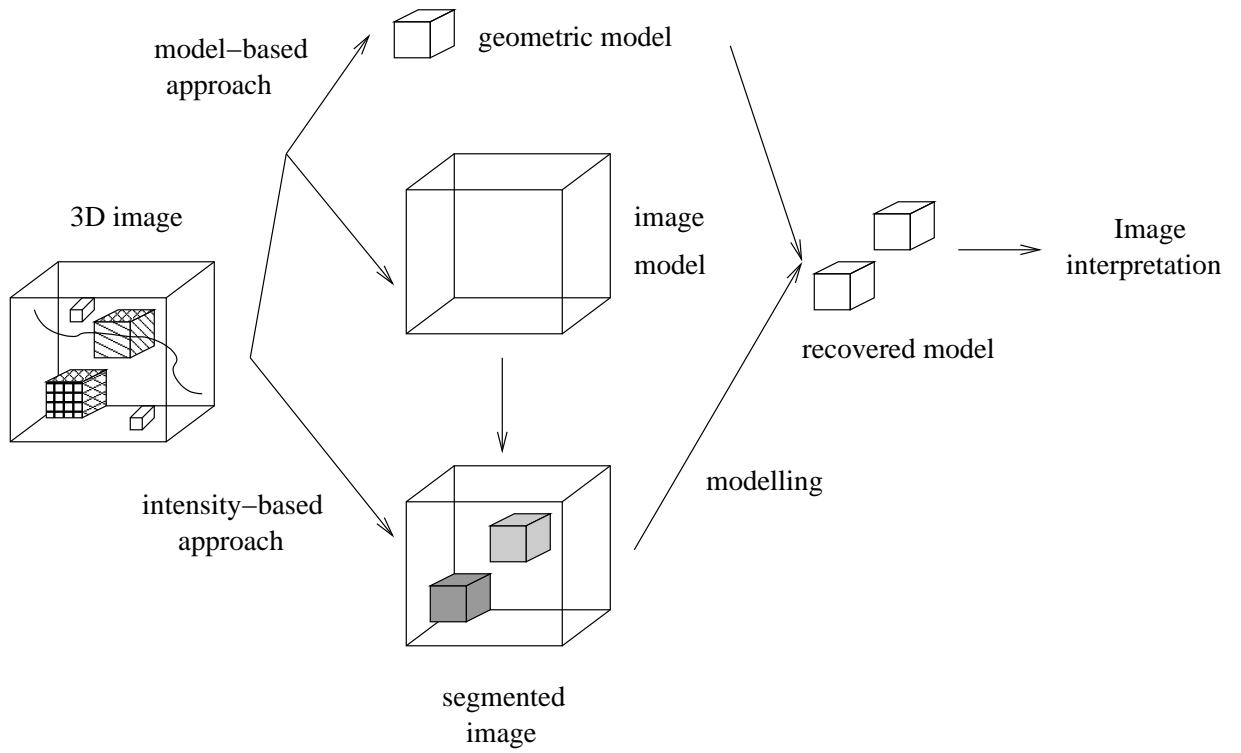 model−based
approach
geometric model
3D image
image
model
Image
interpretation
recovered model
intensity−based
approach
modelling
segmented
image